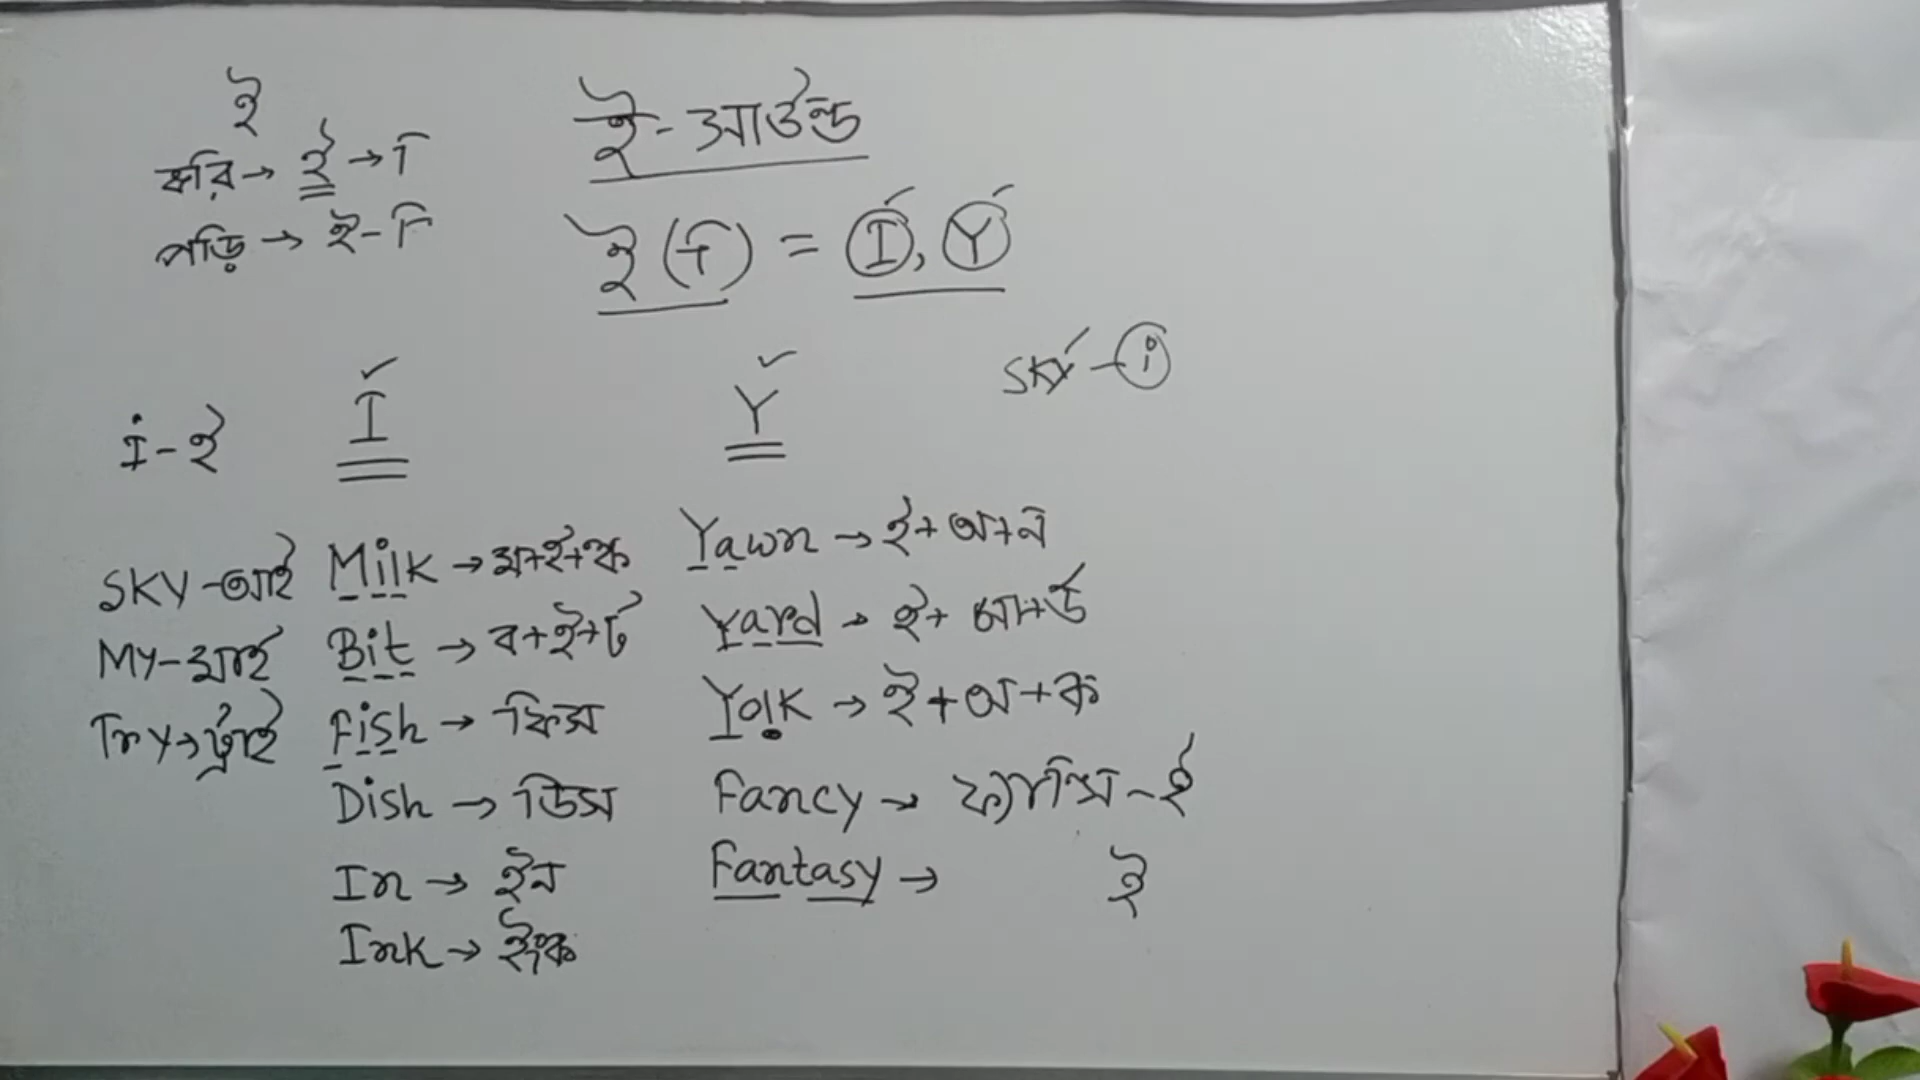 ই
করি → ই → ি
পড়ি → ই - ি
ই - সাউন্ড
ই (ি) = I, Y
SKY - i
i - ই
I
Y
SKY - আই
MY - মাই
Try → ট্রাই
Milk → ম+ই+ক
Bit → ব+ই+ট
Fish → ফিস
Dish → ডিস
In → ইন
Ink → ইংক
Yawn → ই+অ+ন
Yard → ই+আ+র্ড
Yolk → ই+অ+ক
Fancy → ফ্যান্সি - ই
Fantasy → ই